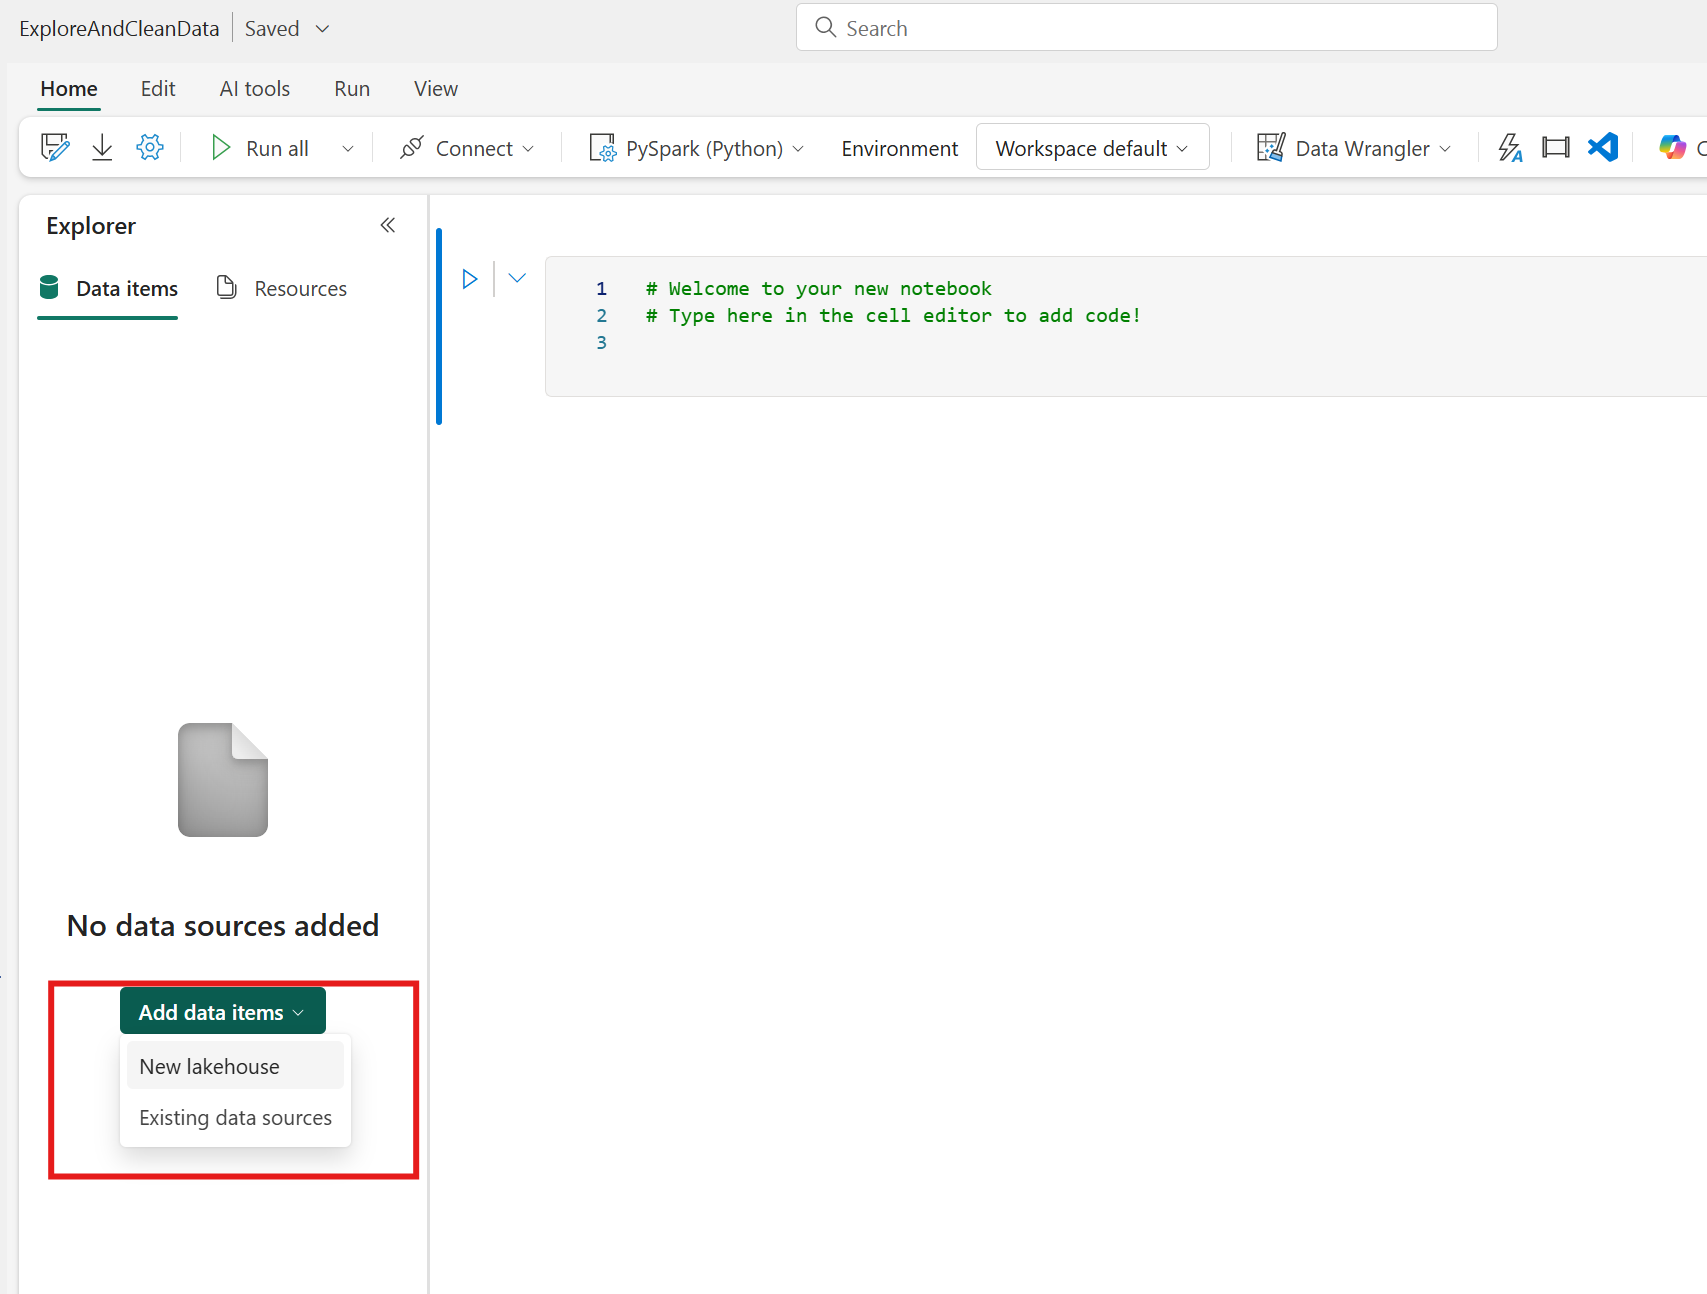 ExploreAndCleanData Saved
Search
Home Edit AI tools Run View
Run all Connect PySpark (Python) Environment Workspace default Data Wrangler
Explorer
Data items Resources
1 # Welcome to your new notebook
2 # Type here in the cell editor to add code!
3
No data sources added
Add data items
New lakehouse
Existing data sources